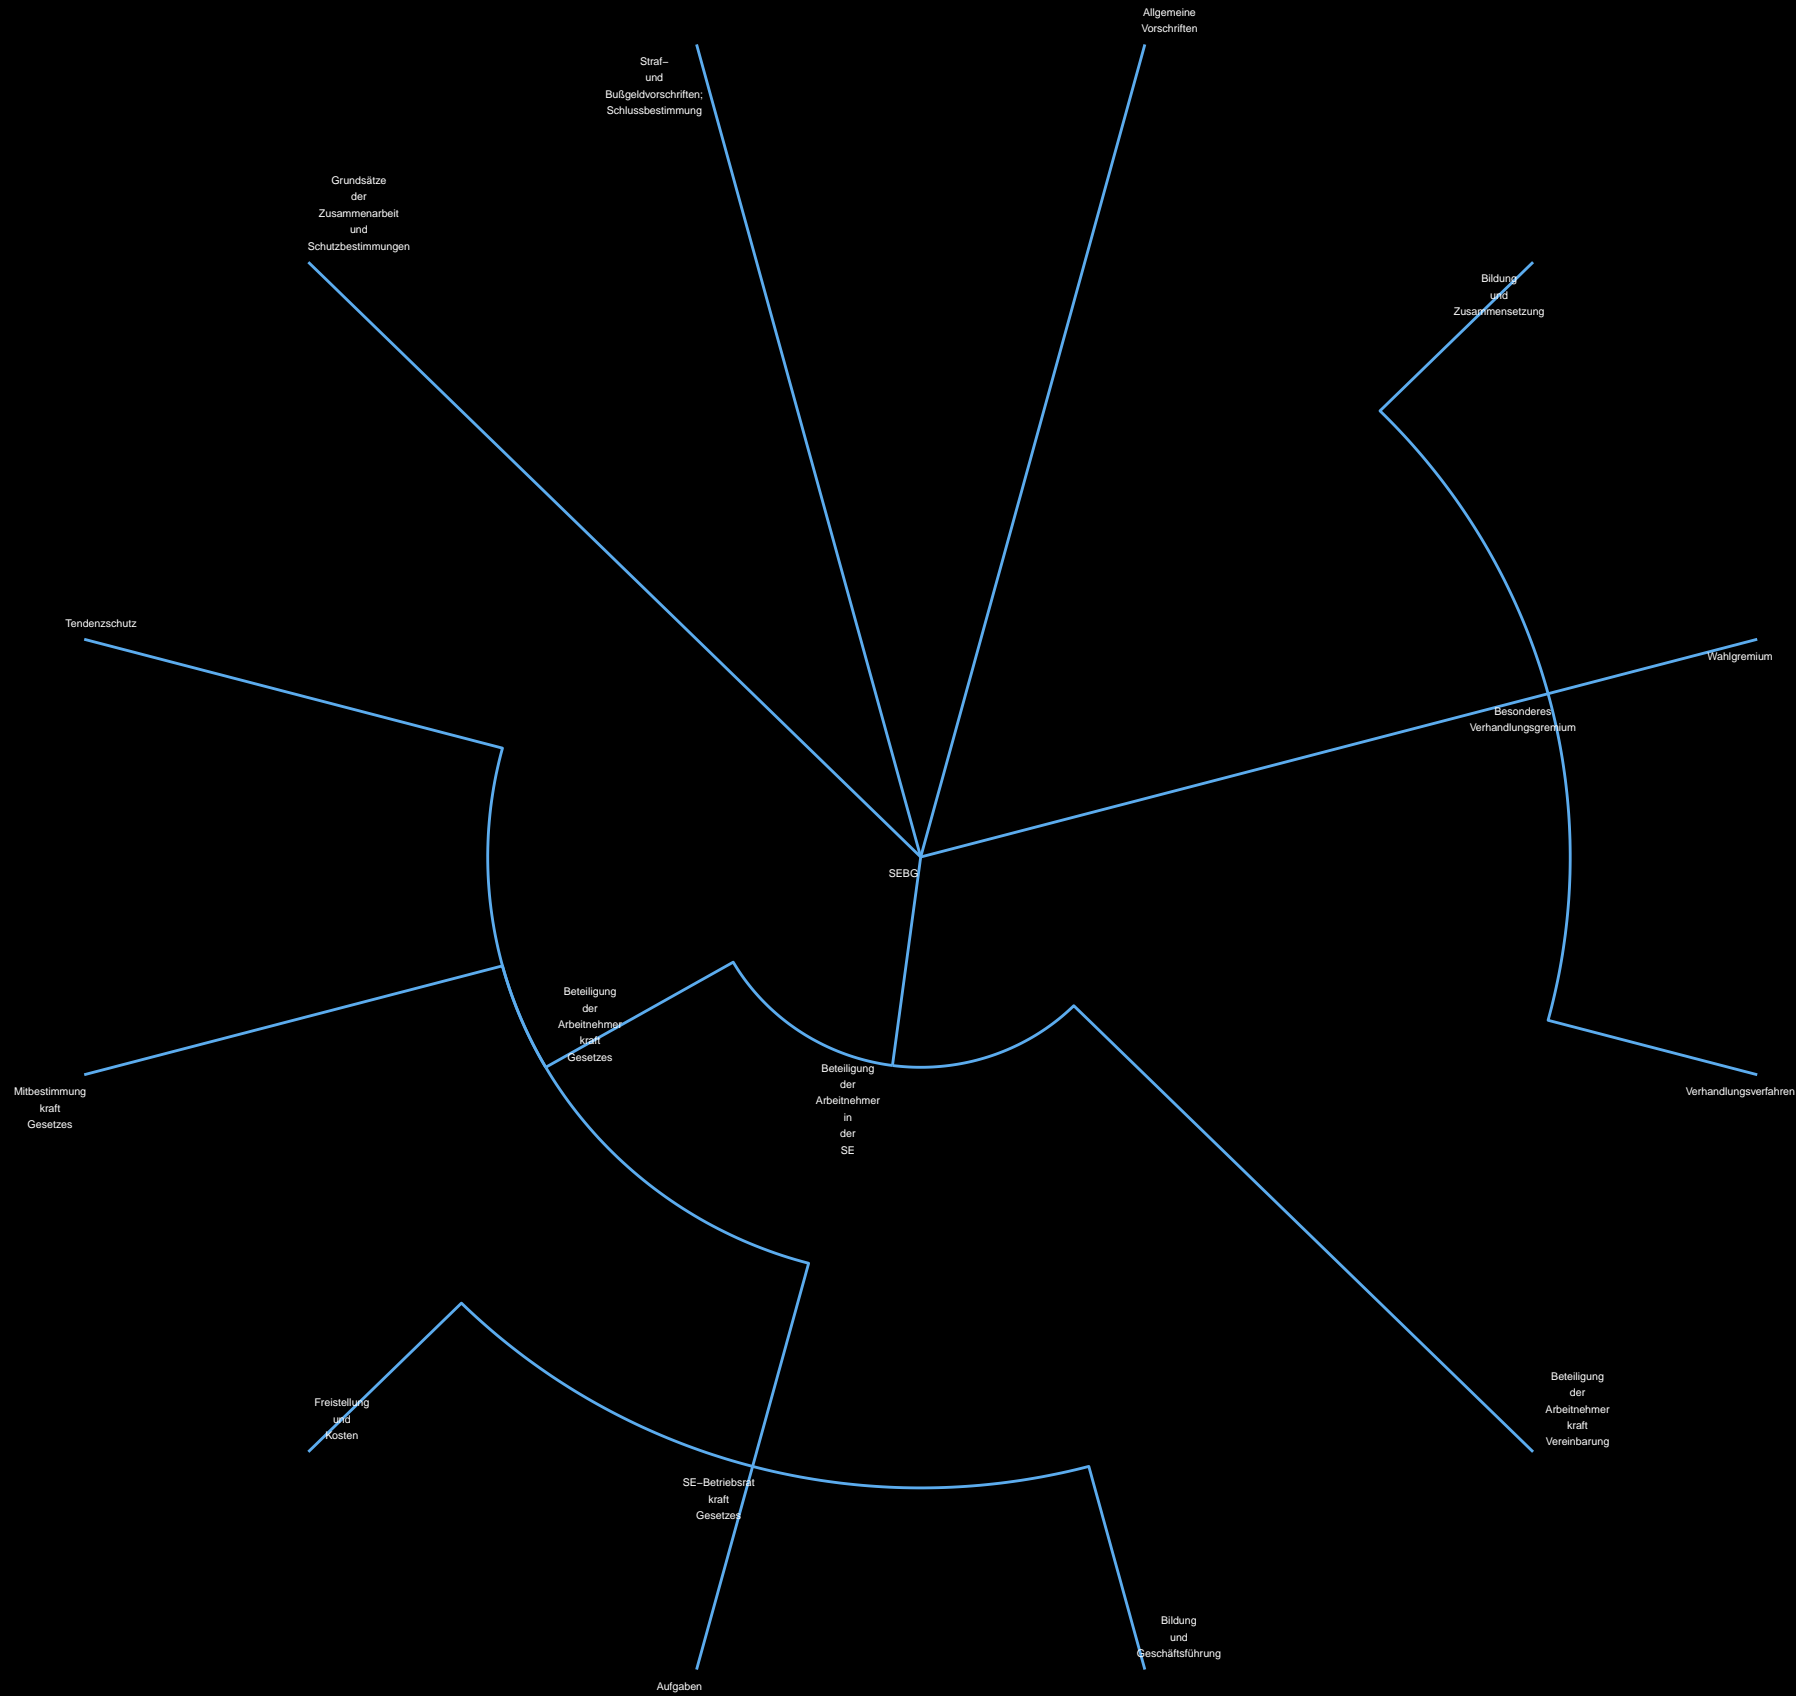 Allgemeine
Vorschriften
Straf–
und
Bußgeldvorschriften;
Schlussbestimmung
Grundsätze
der
Zusammenarbeit
und
Schutzbestimmungen
Bildung
und
Zusammensetzung
Tendenzschutz
Wahlgremium
Besonderes
Verhandlungsgremium
SEBG
Beteiligung
der
Arbeitnehmer
kraft
Gesetzes
Beteiligung
der
Arbeitnehmer
in
der
SE
Mitbestimmung
kraft
Gesetzes
Verhandlungsverfahren
Beteiligung
der
Arbeitnehmer
kraft
Vereinbarung
Freistellung
und
Kosten
SE–Betriebsrat
kraft
Gesetzes
Bildung
und
Geschäftsführung
Aufgaben